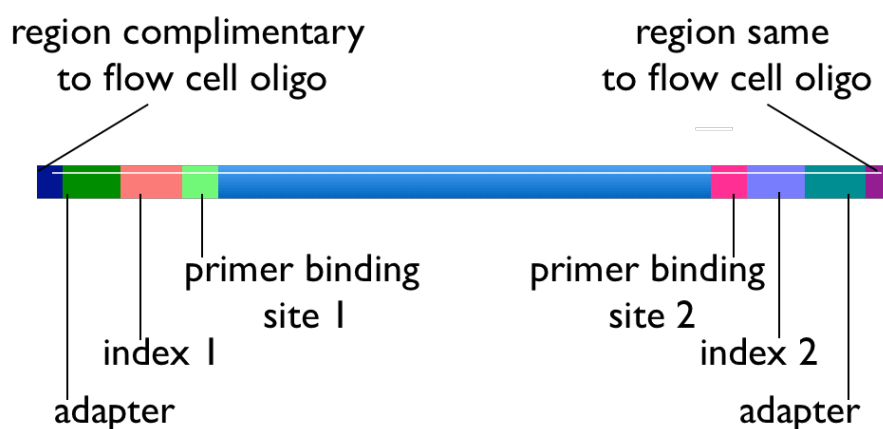 region complimentary
to flow cell oligo
region same
to flow cell oligo
primer binding
site 1
primer binding
site 2
index 1
index 2
adapter
adapter